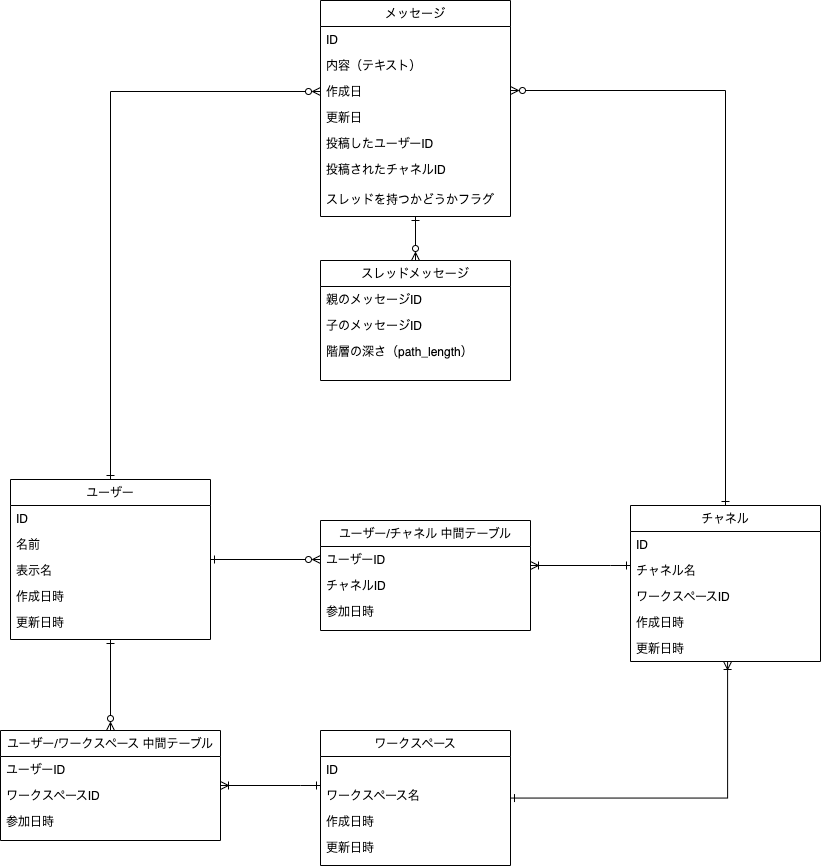 メッセージ
ID
内容（テキスト）
作成日
更新日
投稿したユーザーID
投稿されたチャネルID
スレッドを持つかどうかフラグ
スレッドメッセージ
親のメッセージID
子のメッセージID
階層の深さ（path_length）
ユーザー
ID
名前
表示名
作成日時
更新日時
ユーザー/チャネル 中間テーブル
ユーザーID
チャネルID
参加日時
チャネル
ID
チャネル名
ワークスペースID
作成日時
更新日時
ユーザー/ワークスペース 中間テーブル
ユーザーID
ワークスペースID
参加日時
ワークスペース
ID
ワークスペース名
作成日時
更新日時